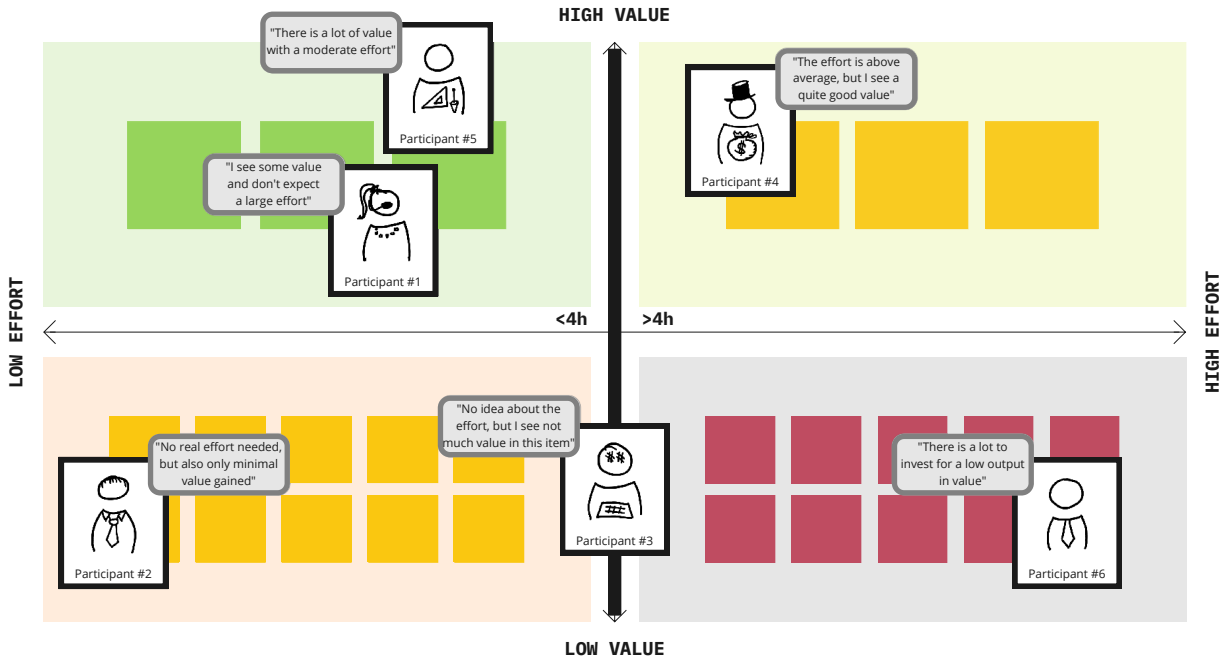 HIGH VALUE
"There is a lot of value
with a moderate effort"
Participant #5
"I see some value
and don't expect
a large effort"
Participant #1
"The effort is above
average, but I see a
quite good value"
$
Participant #4
LOW EFFORT
<4h
>4h
HIGH EFFORT
"No real effort needed,
but also only minimal
value gained"
Participant #2
"No idea about the
effort, but I see not
much value in this item"
Participant #3
"There is a lot to
invest for a low output
in value"
Participant #6
LOW VALUE